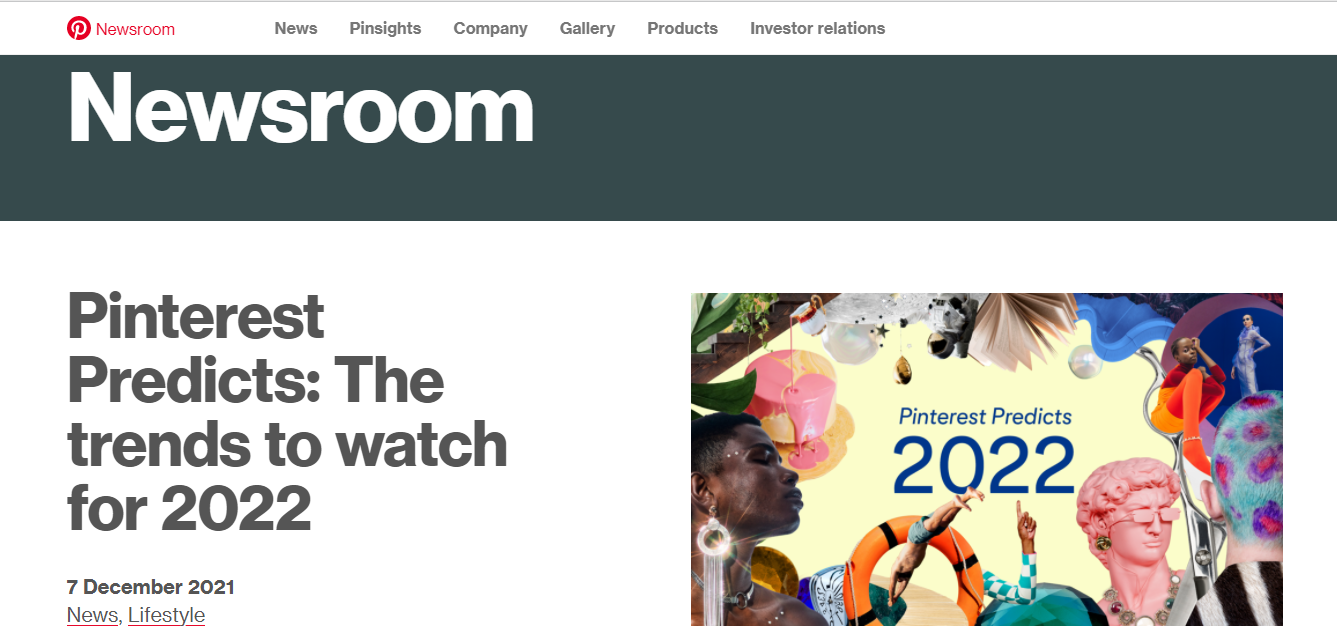 Newsroom News Pinsights Company Gallery Products Investor relations
Newsroom
Pinterest
Predicts: The
trends to watch
for 2022
7 December 2021
News, Lifestyle
Pinterest Predicts
2022